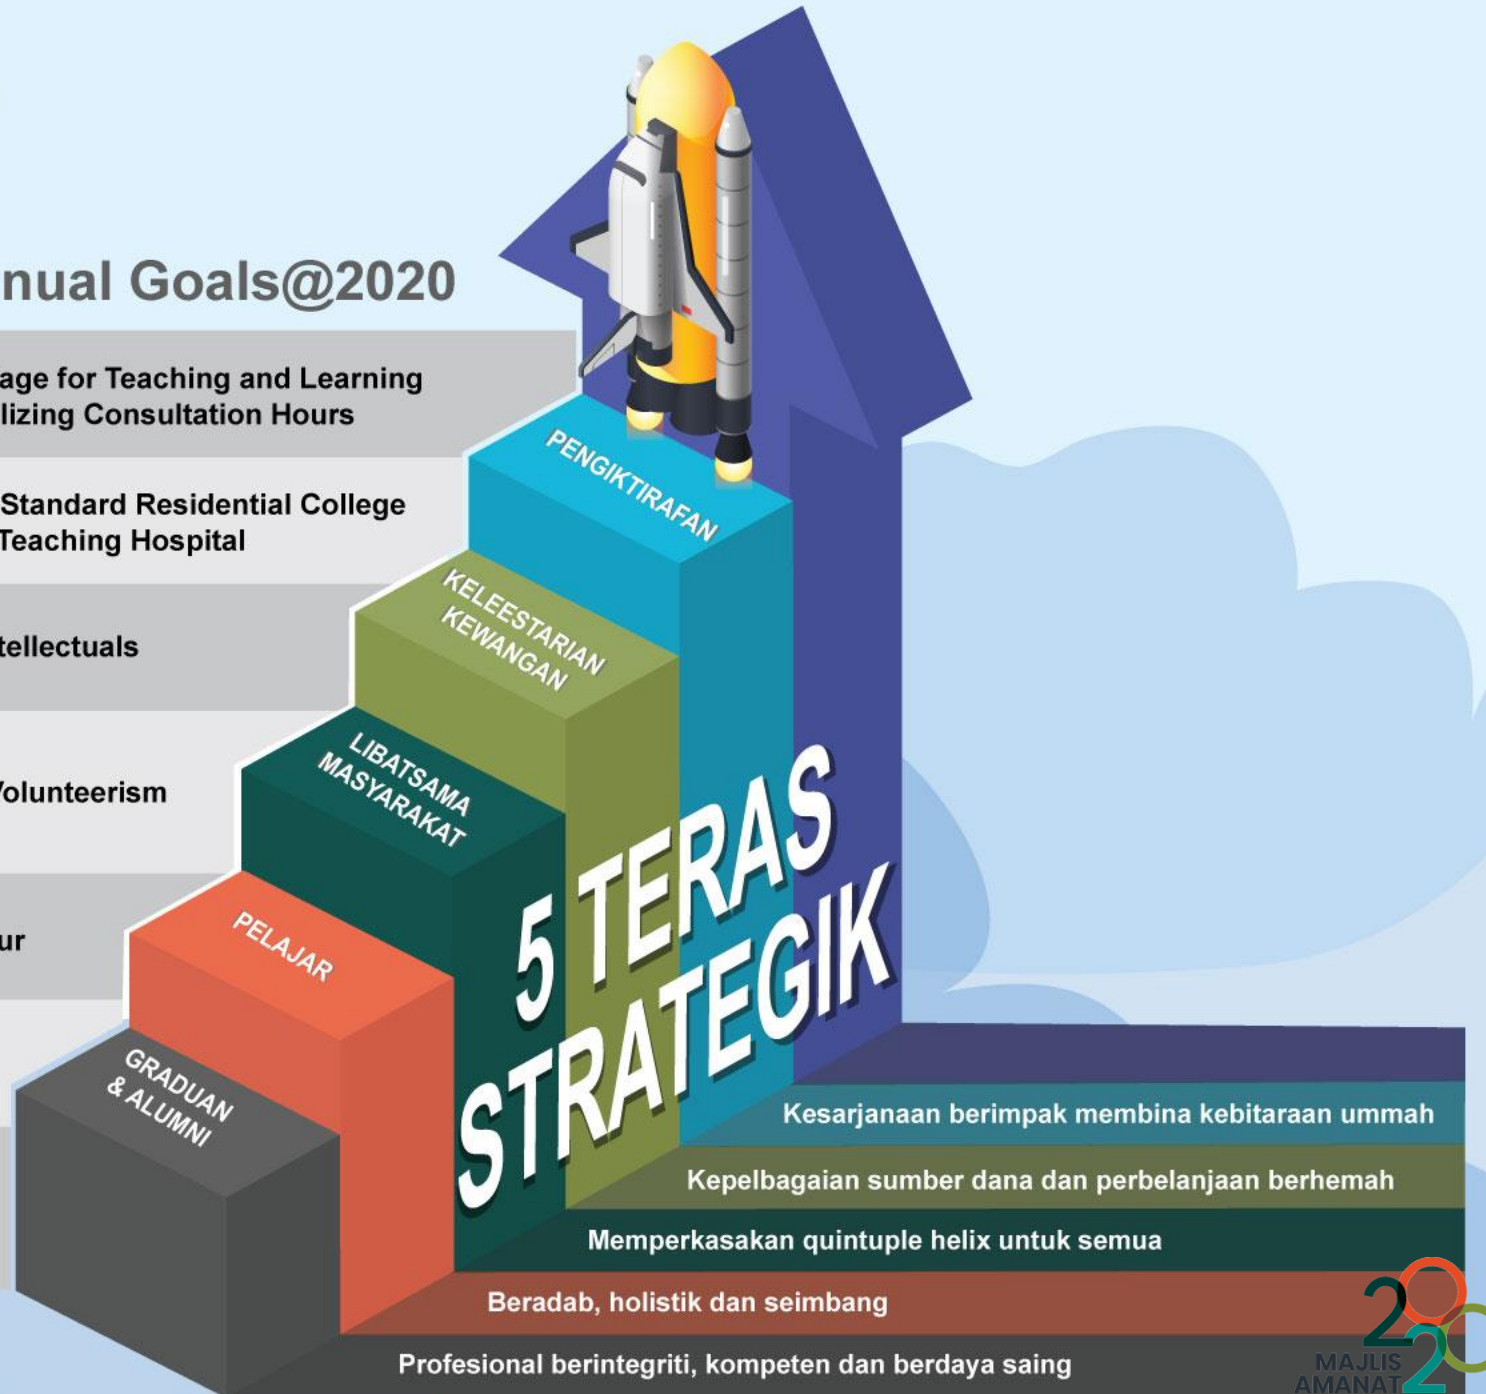 nual Goals@2020
age for Teaching and Learning
lizing Consultation Hours
Standard Residential College
Teaching Hospital
tellectuals
Volunteerism
ur
PENGIKTIRAFAN
KELEESTARIAN
KEWANGAN
LIBATSAMA
MASYARAKAT
PELAJAR
GRADUAN
& ALUMNI
5 TERAS
STRATEGIK
Kesarjanaan berimpak membina kebitaraan ummah
Kepelbagaian sumber dana dan perbelanjaan berhemah
Memperkasakan quintuple helix untuk semua
Beradab, holistik dan seimbang
Profesional berintegriti, kompeten dan berdaya saing
2020
MAJLIS
AMANAT